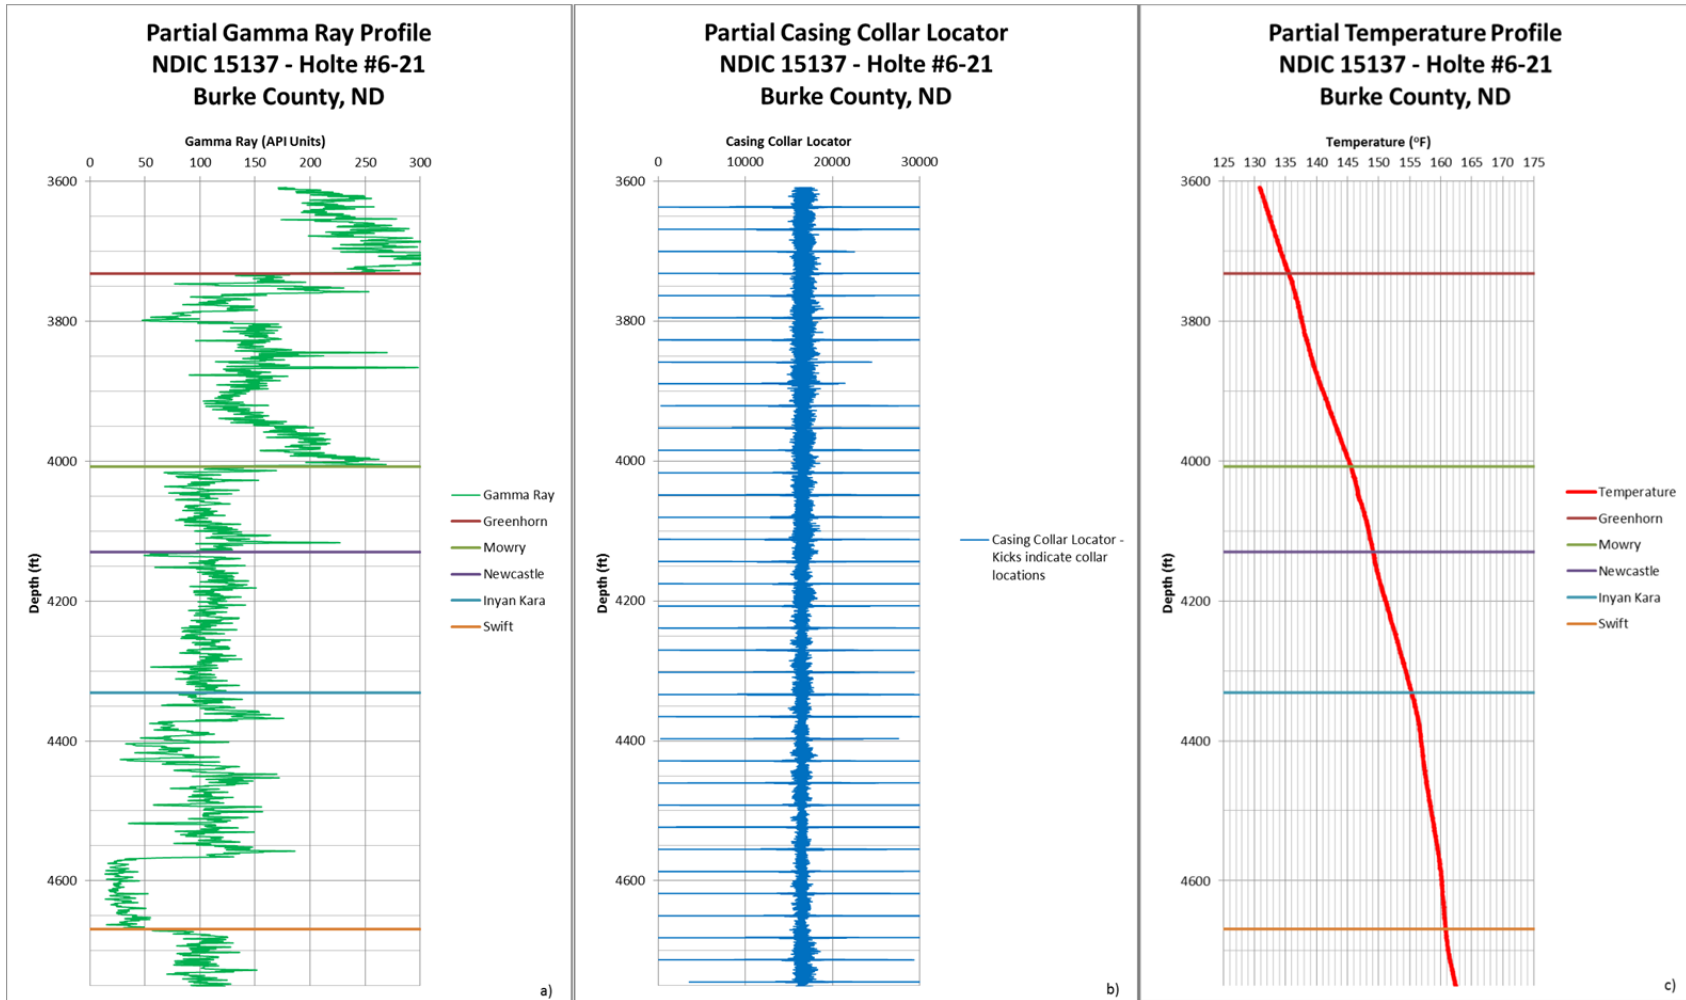 Partial Gamma Ray Profile
NDIC 15137 - Holte #6-21
Burke County, ND
Gamma Ray (API Units)
0 50 100 150 200 250 300
3600
3800
4000
4200
4400
4600
Depth (ft)
Gamma Ray
Greenhorn
Mowry
Newcastle
Inyan Kara
Swift
a)
Partial Casing Collar Locator
NDIC 15137 - Holte #6-21
Burke County, ND
Casing Collar Locator
0 10000 20000 30000
3600
3800
4000
4200
4400
4600
Depth (ft)
Casing Collar Locator -
Kicks indicate collar
locations
b)
Partial Temperature Profile
NDIC 15137 - Holte #6-21
Burke County, ND
Temperature (°F)
125 130 135 140 145 150 155 160 165 170 175
3600
3800
4000
4200
4400
4600
Depth (ft)
Temperature
Greenhorn
Mowry
Newcastle
Inyan Kara
Swift
c)